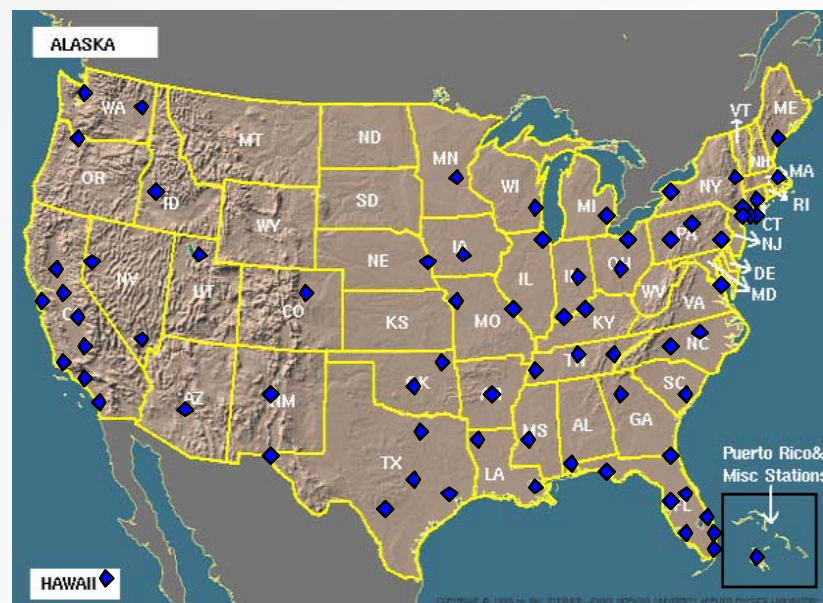 ALASKA
WA
MT
ND
MN
VT
ME
OR
ID
WY
SD
WI
MI
NY
NH
MA
RI
CT
NV
UT
NE
IA
IL
IN
OH
PA
NJ
DE
MD
CO
KS
MO
KY
WV
VA
AZ
NM
OK
TN
NC
SC
TX
LA
MS
AL
GA
FL
Puerto Rico&
Misc Stations
HAWAII